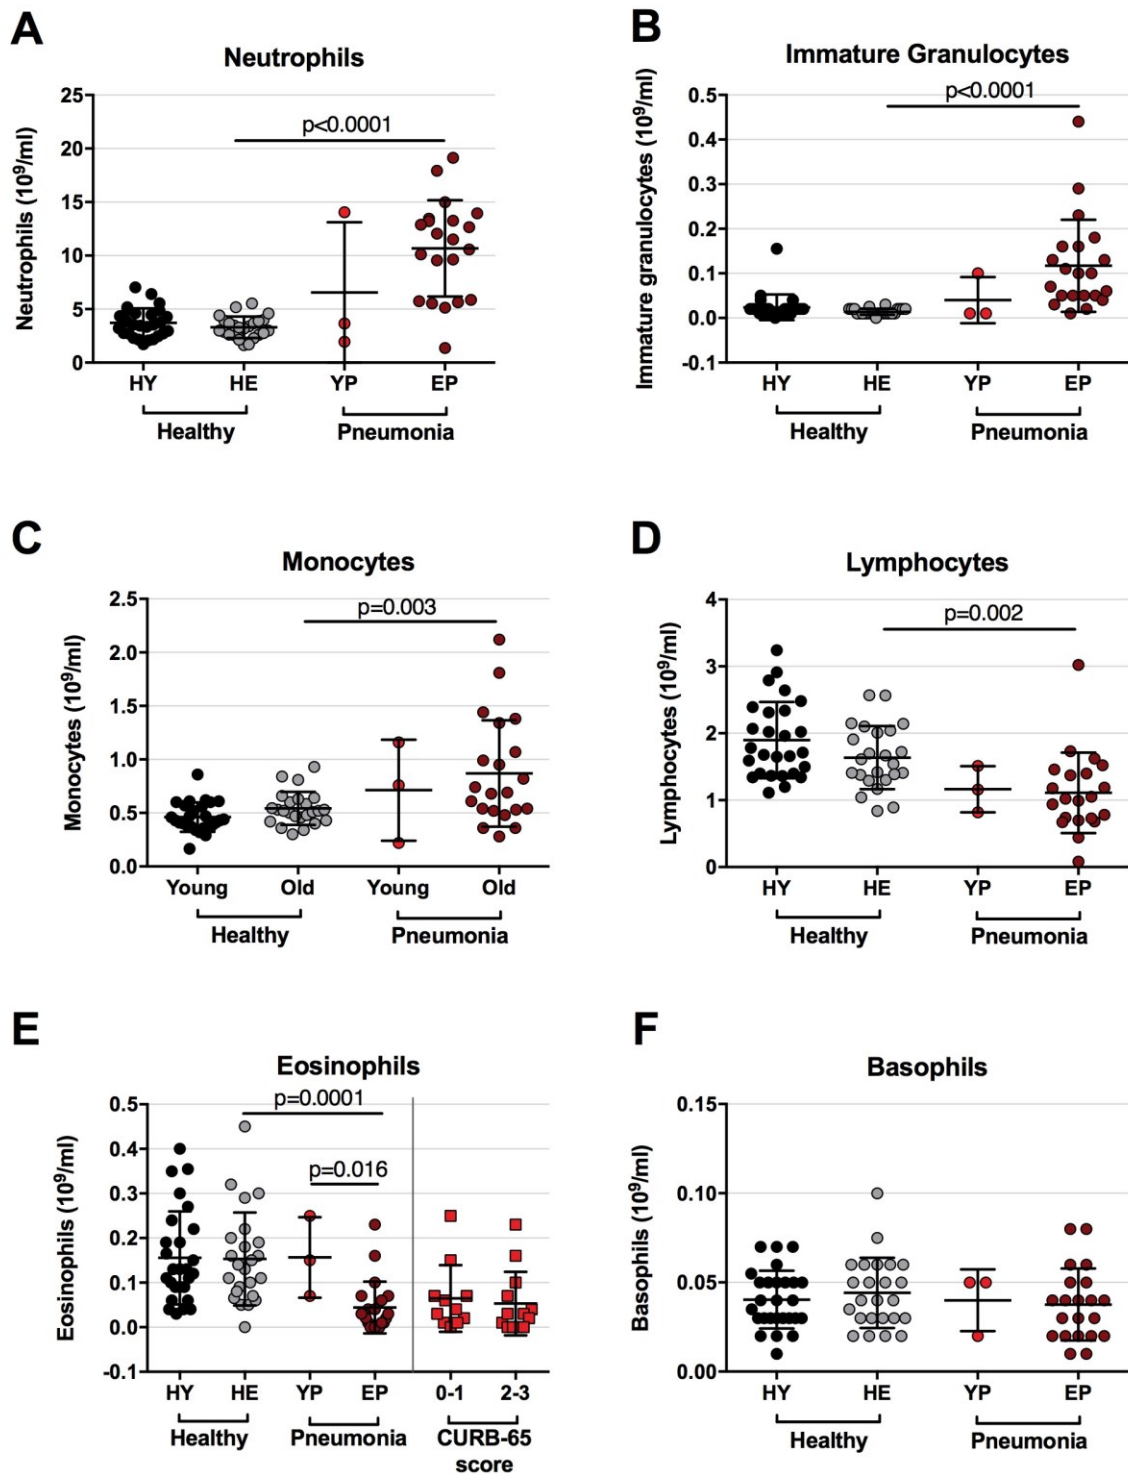 A
Neutrophils
Neutrophils (10⁹/ml)
25
20
15
10
5
0
p<0.0001
HY HE YP EP
Healthy Pneumonia
B
Immature Granulocytes
Immature granulocytes (10⁹/ml)
0.5
0.4
0.3
0.2
0.1
0.0
-0.1
p<0.0001
HY HE YP EP
Healthy Pneumonia
C
Monocytes
Monocytes (10⁹/ml)
2.5
2.0
1.5
1.0
0.5
0.0
p=0.003
Young Old Young Old
Healthy Pneumonia
D
Lymphocytes
Lymphocytes (10⁹/ml)
4
3
2
1
0
p=0.002
HY HE YP EP
Healthy Pneumonia
E
Eosinophils
Eosinophils (10⁹/ml)
0.5
0.4
0.3
0.2
0.1
0.0
-0.1
p=0.0001
p=0.016
HY HE YP EP 0-1 2-3
Healthy Pneumonia CURB-65
score
F
Basophils
Basophils (10⁹/ml)
0.15
0.10
0.05
0.00
HY HE YP EP
Healthy Pneumonia